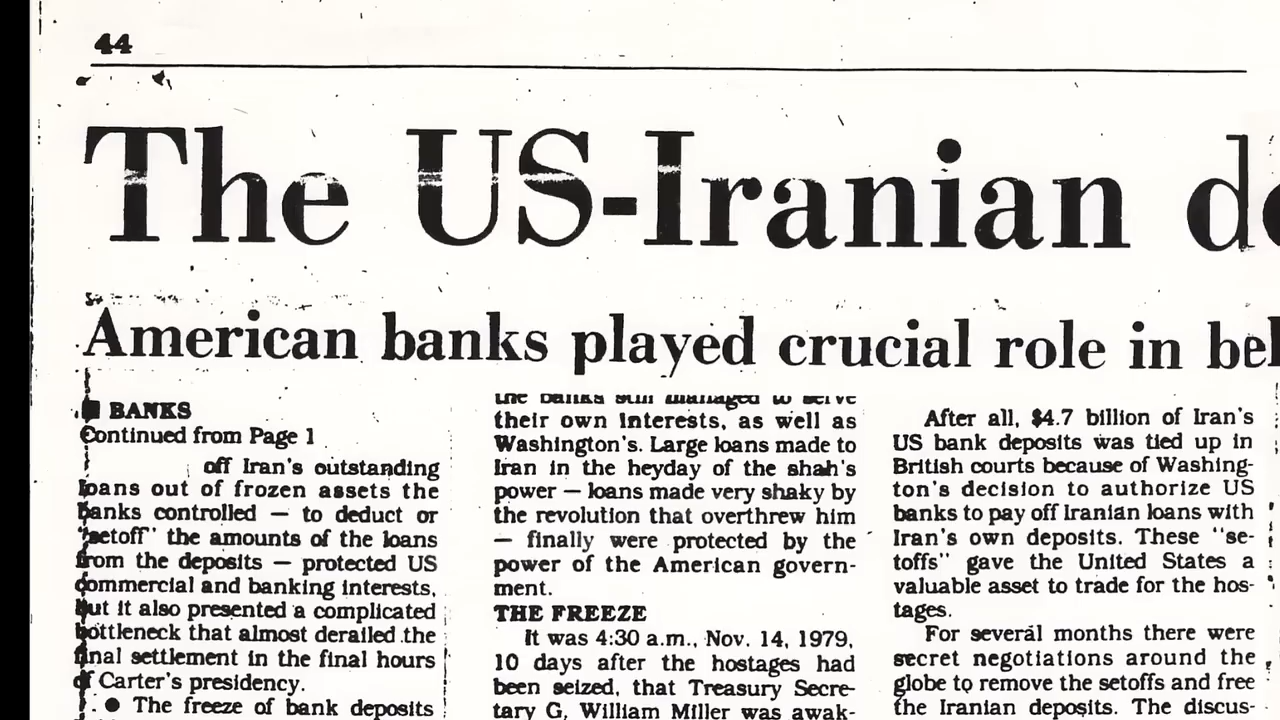 44
The US-Iranian d
American banks played crucial role in
BANKS
Continued from Page 1
off Iran's outstanding
loans out of frozen assets the
banks controlled — to deduct or
"setoff" the amounts of the loans
from the deposits — protected US
commercial and banking interests,
but it also presented a complicated
bottleneck that almost derailed the
final settlement in the final hours
of Carter's presidency.
● The freeze of bank deposits
the banks still managed to serve
their own interests, as well as
Washington's. Large loans made to
Iran in the heyday of the shah's
power — loans made very shaky by
the revolution that overthrew him
— finally were protected by the
power of the American govern-
ment.
THE FREEZE
It was 4:30 a.m., Nov. 14, 1979,
10 days after the hostages had
been seized, that Treasury Secre-
tary G, William Miller was awak-
After all, $4.7 billion of Iran's
US bank deposits was tied up in
British courts because of Washing-
ton's decision to authorize US
banks to pay off Iranian loans with
Iran's own deposits. These "se-
toffs" gave the United States a
valuable asset to trade for the hos-
tages.
For several months there were
secret negotiations around the
globe to remove the setoffs and free
the Iranian deposits. The discus-